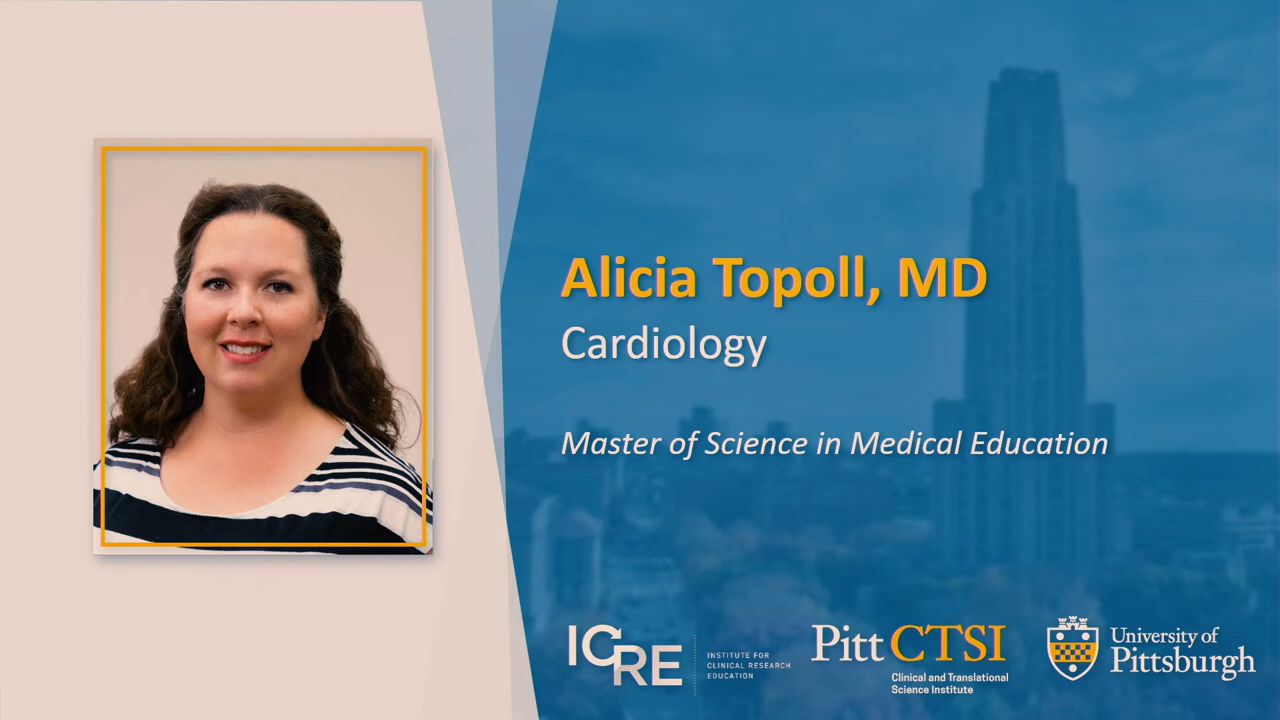 Alicia Topoll, MD
Cardiology
Master of Science in Medical Education
ICRE
INSTITUTE FOR
CLINICAL RESEARCH
EDUCATION
Pitt CTSI
Clinical and Translational
Science Institute
University of
Pittsburgh